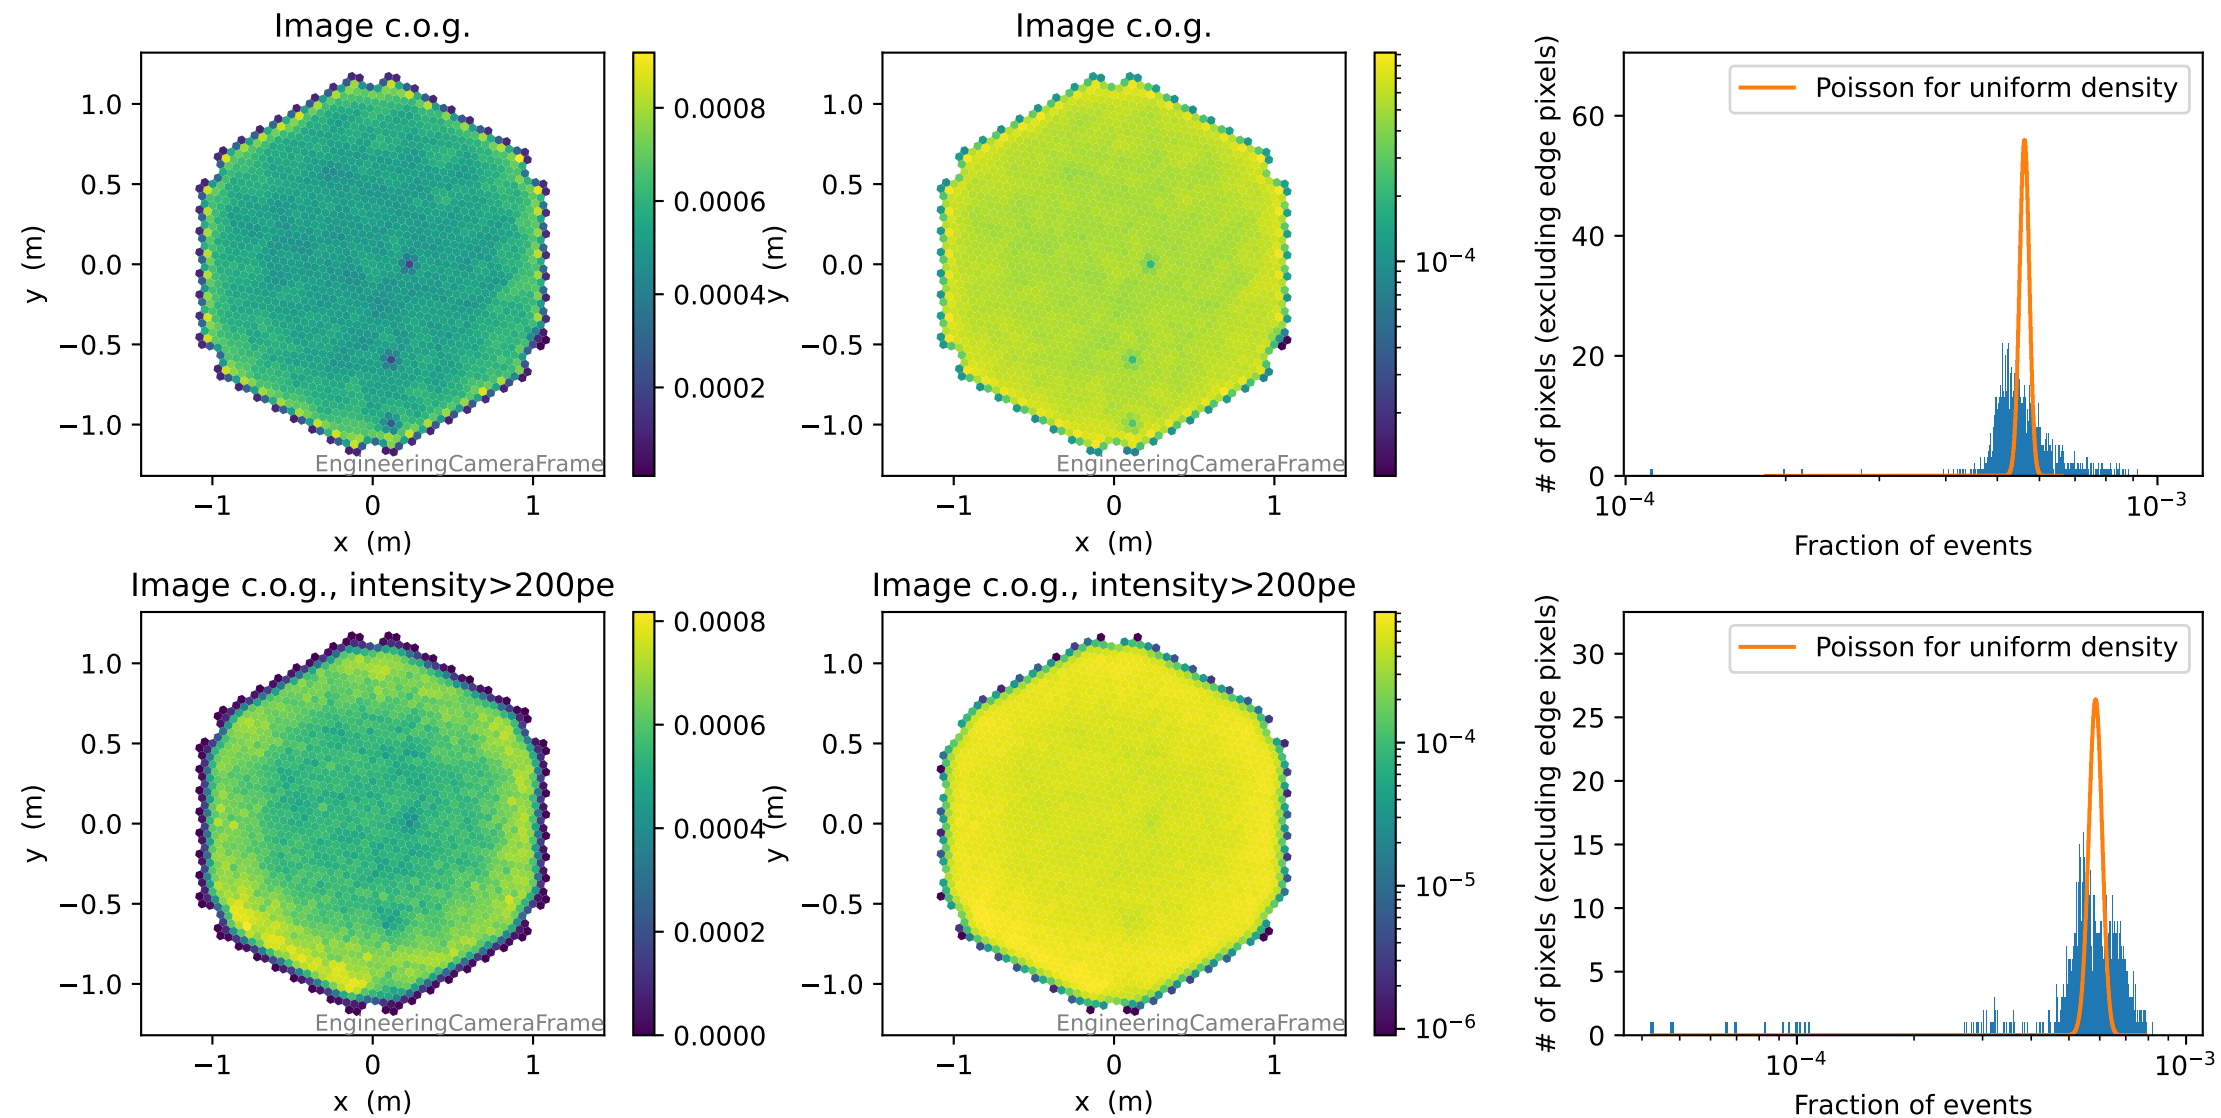 Image c.o.g.
1.0
0.5
0.0
−0.5
−1.0
y (m)
−1
0
1
x (m)
EngineeringCameraFrame
0.0008
0.0006
0.0004
0.0002
Image c.o.g.
1.0
0.5
0.0
−0.5
−1.0
y (m)
−1
0
1
x (m)
EngineeringCameraFrame
10⁻⁴
# of pixels (excluding edge pixels)
60
40
20
0
Poisson for uniform density
10⁻⁴
10⁻³
Fraction of events
Image c.o.g., intensity>200pe
1.0
0.5
0.0
−0.5
−1.0
y (m)
−1
0
1
x (m)
EngineeringCameraFrame
0.0008
0.0006
0.0004
0.0002
0.0000
Image c.o.g., intensity>200pe
1.0
0.5
0.0
−0.5
−1.0
y (m)
−1
0
1
x (m)
EngineeringCameraFrame
10⁻⁴
10⁻⁵
10⁻⁶
# of pixels (excluding edge pixels)
30
25
20
15
10
5
0
Poisson for uniform density
10⁻⁴
10⁻³
Fraction of events